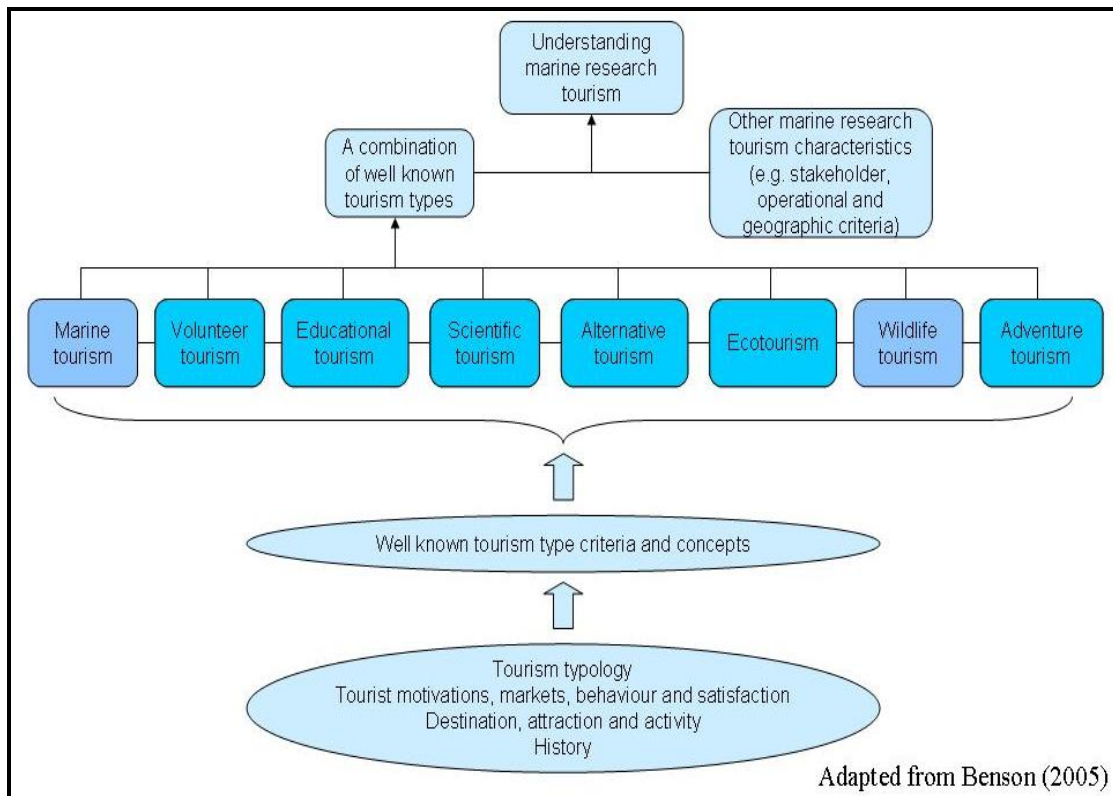 Understanding
marine research
tourism
A combination
of well known
tourism types
Other marine research
tourism characteristics
(e.g. stakeholder,
operational and
geographic criteria)
Marine
tourism
Volunteer
tourism
Educational
tourism
Scientific
tourism
Alternative
tourism
Ecotourism
Wildlife
tourism
Adventure
tourism
Well known tourism type criteria and concepts
Tourism typology
Tourist motivations, markets, behaviour and satisfaction
Destination, attraction and activity
History
Adapted from Benson (2005)